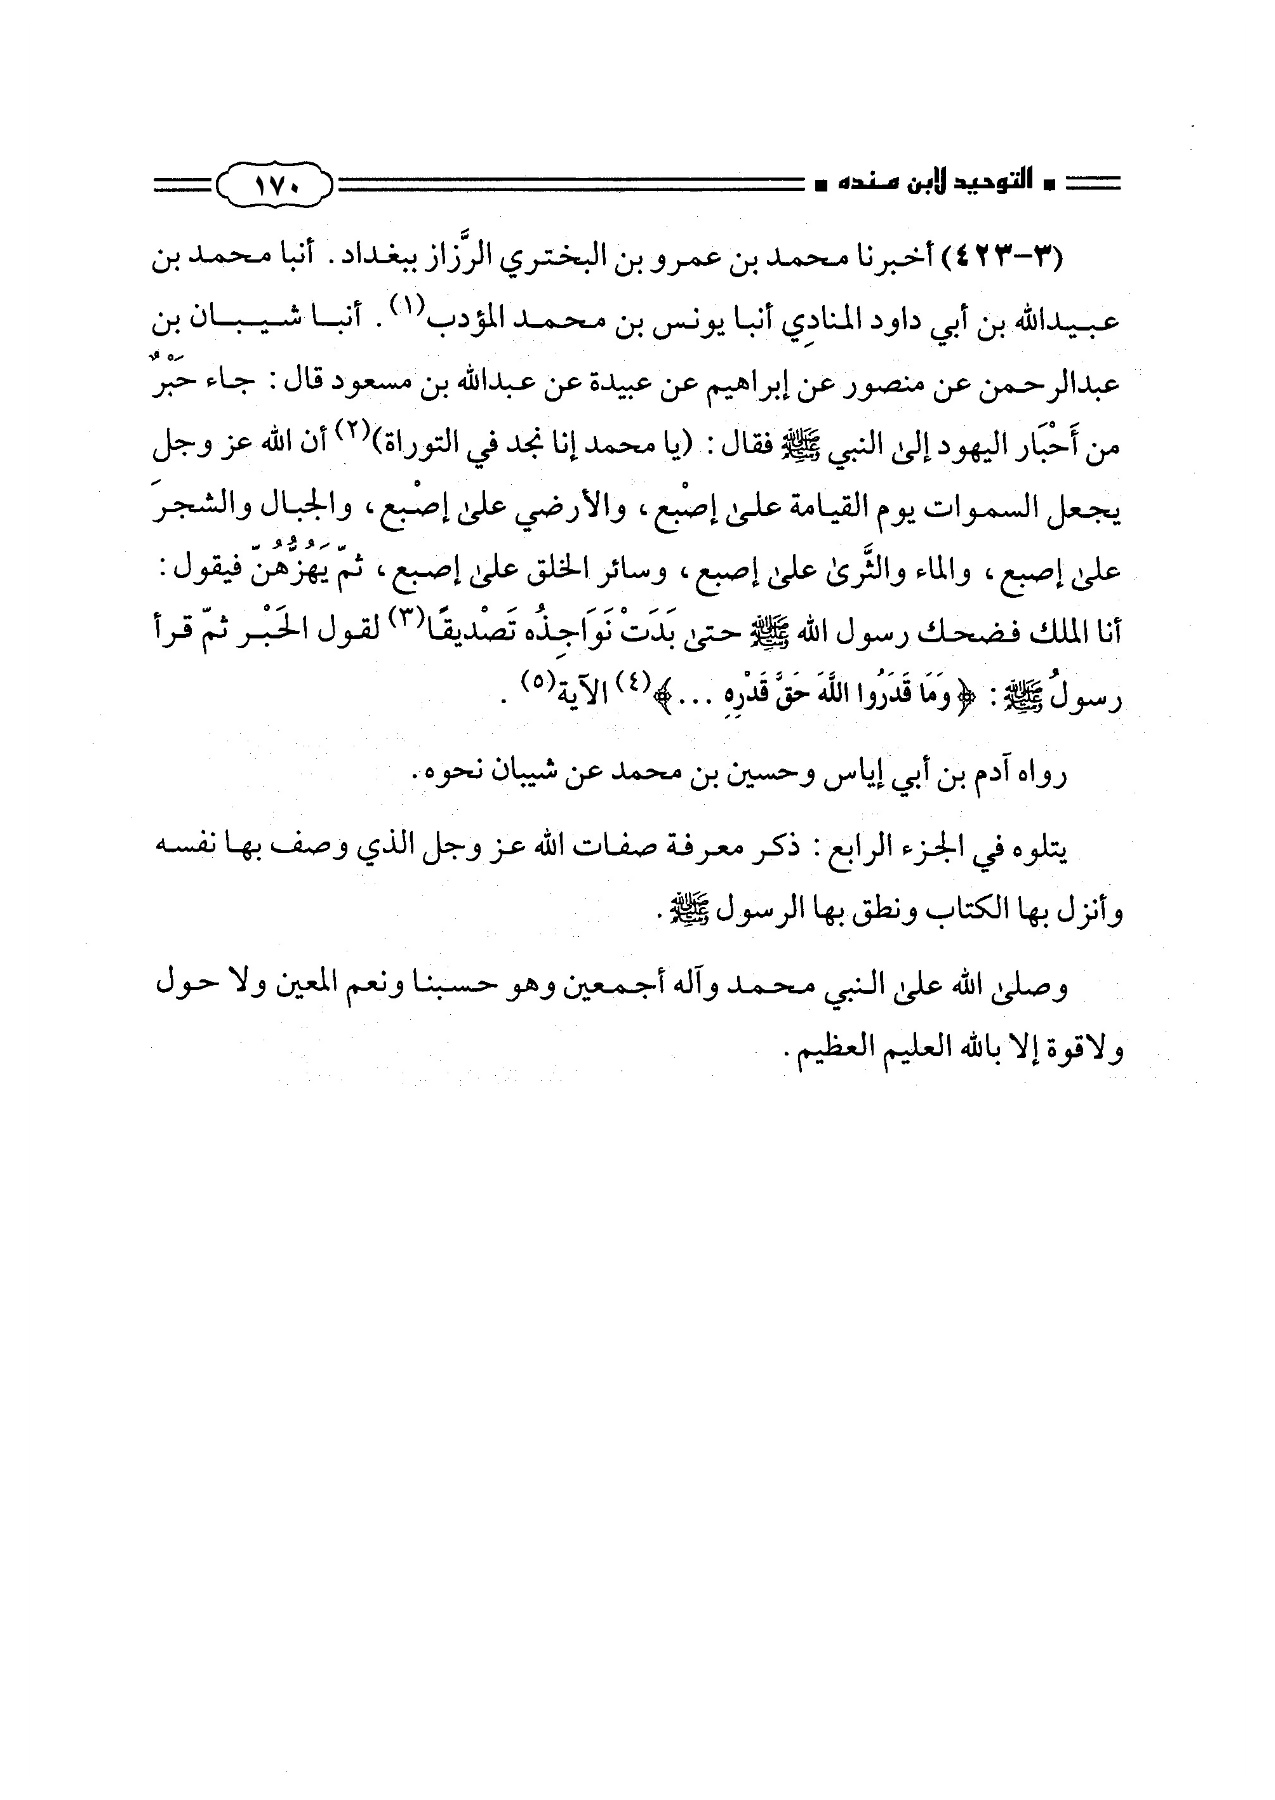 ■ التوحيد لابن منده ■ ١٧٠
(٣-٤٢٣) أخبرنا محمد بن عمرو بن البختري الرَّزاز ببغداد. أنبا محمد بن
عبيدالله بن أبي داود المنادِي أنبا يونس بن محمد المؤدب(١). أنبا شيبان بن
عبدالرحمن عن منصور عن إبراهيم عن عبيدة عن عبدالله بن مسعود قال: جاء حَبْرٌ
من أَحْبَار اليهود إلىٰ النبي ﷺ فقال: (يا محمد إنا نجد في التوراة)(٢) أن الله عز وجل
يجعل السموات يوم القيامة علىٰ إصْبع، والأرضي علىٰ إصْبع، والجبال والشجرَ
علىٰ إصبع، والماء والثَّرىٰ علىٰ إصبع، وسائر الخلق علىٰ إصبع، ثمّ يَهُزُّهُنّ فيقول:
أنا الملك فضحك رسول الله ﷺ حتىٰ بَدَتْ نَوَاجِذُه تَصْديقًا(٣) لقول الحَبْر ثمّ قرأ
رسولُ ﷺ: ﴿وَمَا قَدَرُوا اللَّهَ حَقَّ قَدْرِهِ ...﴾(٤) الآية(٥).
رواه آدم بن أبي إياس وحسين بن محمد عن شيبان نحوه.
يتلوه في الجزء الرابع: ذكر معرفة صفات الله عز وجل الذي وصف بها نفسه
وأنزل بها الكتاب ونطق بها الرسول ﷺ.
وصلىٰ الله علىٰ النبي محمد وآله أجمعين وهو حسبنا ونعم المعين ولا حول
ولاقوة إلا بالله العليم العظيم.